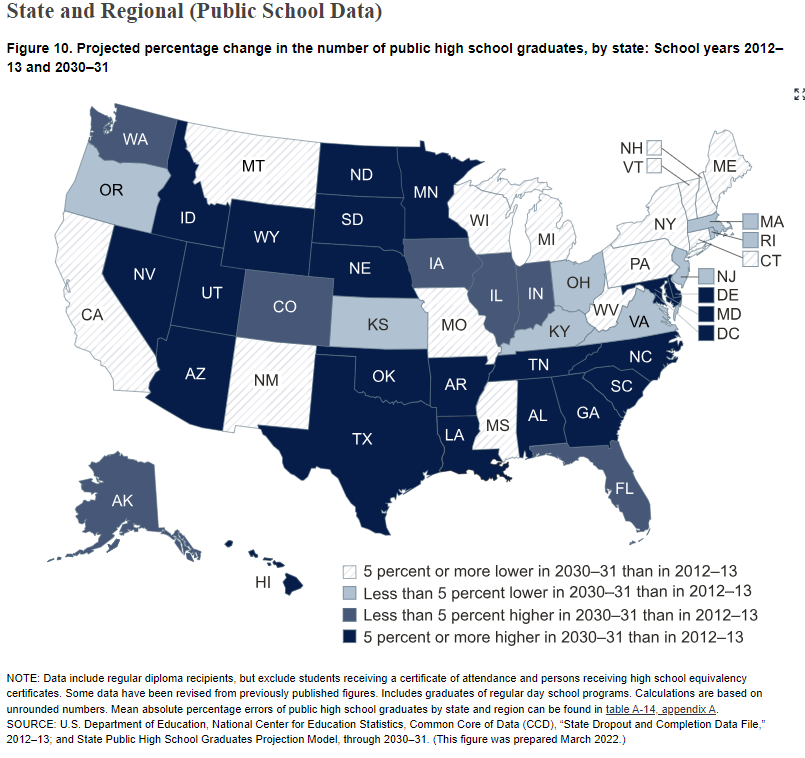 State and Regional (Public School Data)
Figure 10. Projected percentage change in the number of public high school graduates, by state: School years 2012–
13 and 2030–31
WA
MT
ND
MN
NH
VT
ME
OR
ID
WY
SD
WI
MI
NY
MA
RI
CT
NV
UT
CO
NE
IA
IL
IN
OH
PA
NJ
DE
MD
DC
CA
KS
MO
KY
WV
VA
AZ
NM
OK
AR
TN
NC
SC
TX
LA
MS
AL
GA
FL
AK
HI
5 percent or more lower in 2030–31 than in 2012–13
Less than 5 percent lower in 2030–31 than in 2012–13
Less than 5 percent higher in 2030–31 than in 2012–13
5 percent or more higher in 2030–31 than in 2012–13
NOTE: Data include regular diploma recipients, but exclude students receiving a certificate of attendance and persons receiving high school equivalency
certificates. Some data have been revised from previously published figures. Includes graduates of regular day school programs. Calculations are based on
unrounded numbers. Mean absolute percentage errors of public high school graduates by state and region can be found in table A-14, appendix A.
SOURCE: U.S. Department of Education, National Center for Education Statistics, Common Core of Data (CCD), “State Dropout and Completion Data File,”
2012–13; and State Public High School Graduates Projection Model, through 2030–31. (This figure was prepared March 2022.)